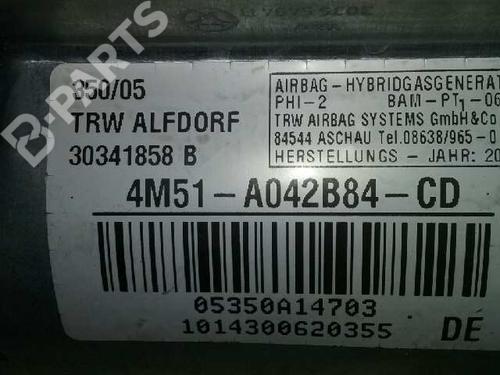 B-PARTS
350/05
TRW ALFDORF
30341858 B
AIRBAG - HYBRIDGASGENERAT
PHI-2 BAM-PT1-06
TRW AIRBAG SYSTEMS GmbH&Co
84544 ASCHAU Tel.08638/965-0
HERSTELLUNGS - JAHR: 20
4M51-A042B84-CD
05350A14703
1014300620355 DE